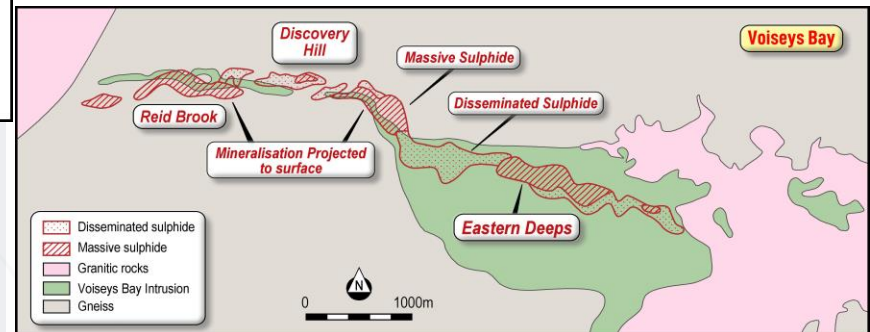 Voiseys Bay
Discovery
Hill
Massive Sulphide
Disseminated Sulphide
Reid Brook
Mineralisation Projected
to surface
Eastern Deeps
Disseminated sulphide
Massive sulphide
Granitic rocks
Voiseys Bay Intrusion
Gneiss
N
0 1000m